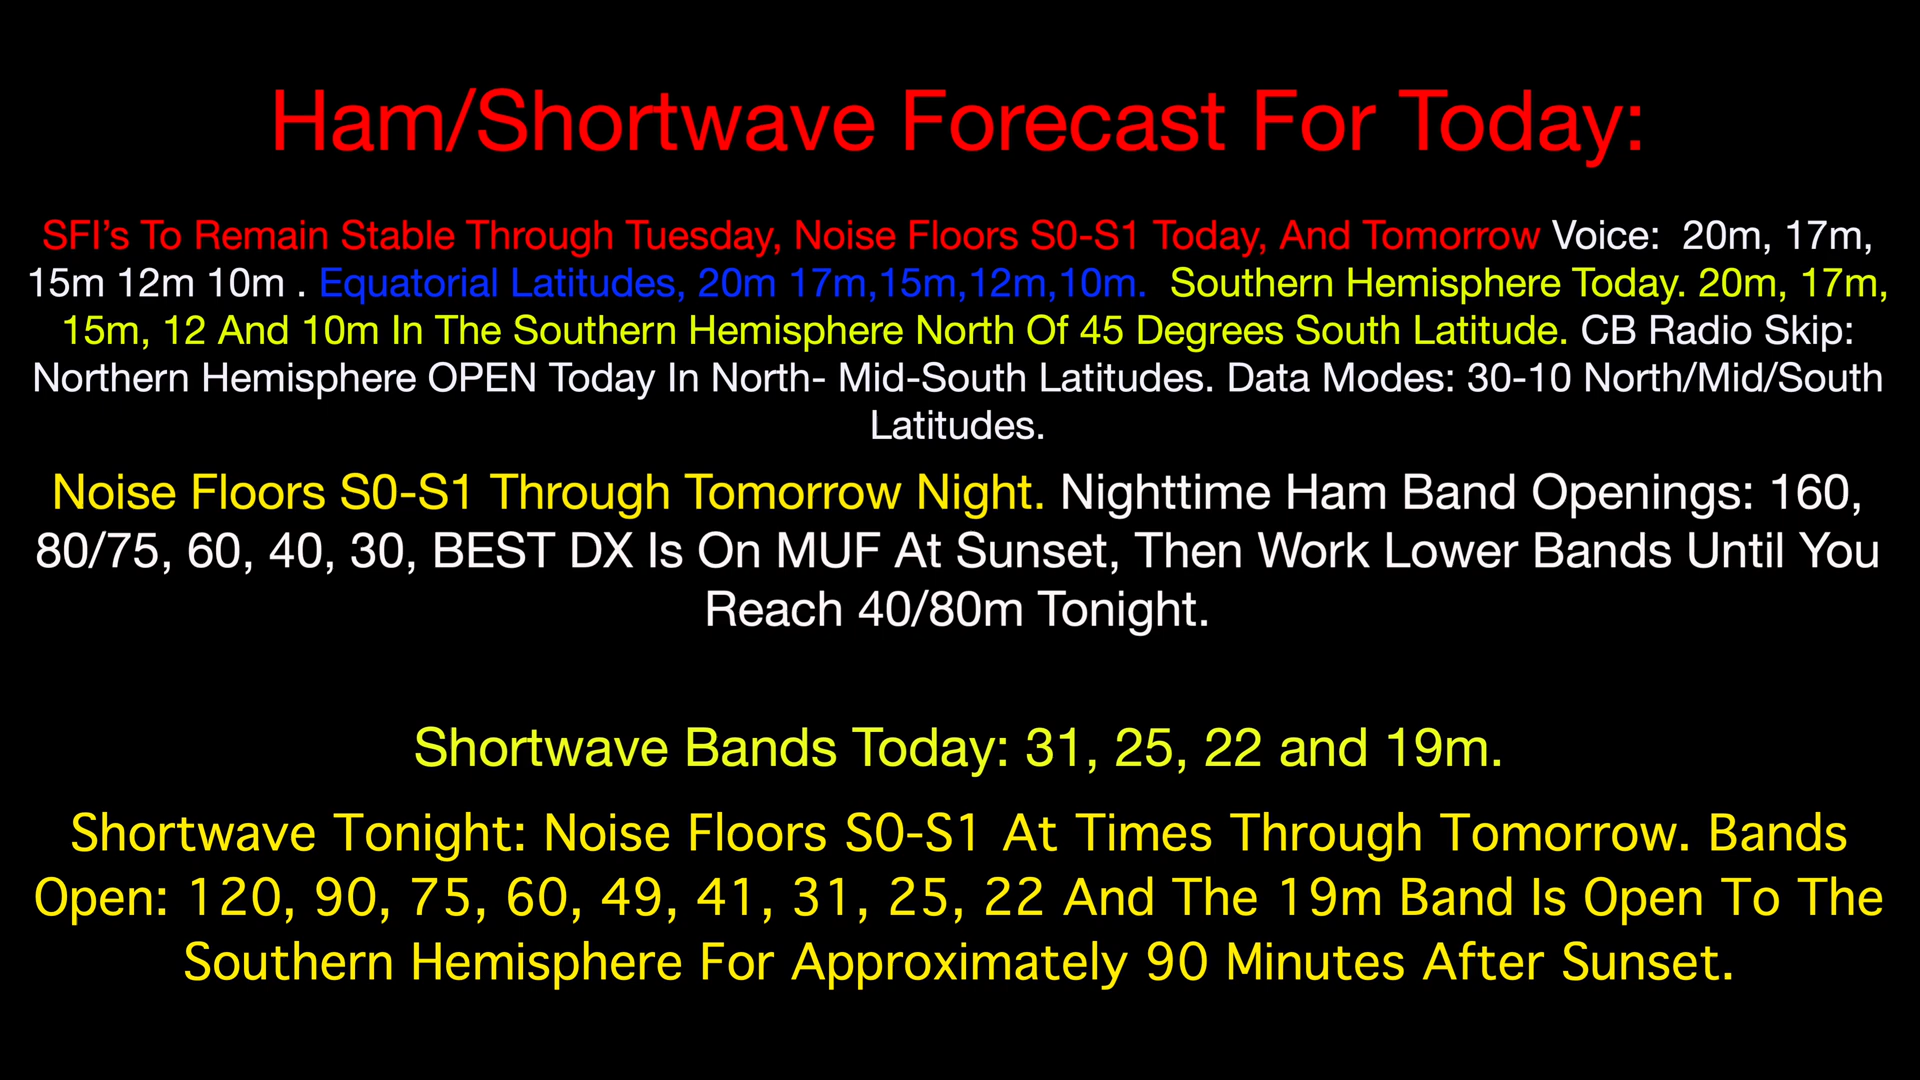 Ham/Shortwave Forecast For Today:
SFI’s To Remain Stable Through Tuesday, Noise Floors S0-S1 Today, And Tomorrow Voice:  20m, 17m,
15m 12m 10m . Equatorial Latitudes, 20m 17m,15m,12m,10m.  Southern Hemisphere Today. 20m, 17m,
15m, 12 And 10m In The Southern Hemisphere North Of 45 Degrees South Latitude. CB Radio Skip:
Northern Hemisphere OPEN Today In North- Mid-South Latitudes. Data Modes: 30-10 North/Mid/South
Latitudes.
Noise Floors S0-S1 Through Tomorrow Night. Nighttime Ham Band Openings: 160,
80/75, 60, 40, 30, BEST DX Is On MUF At Sunset, Then Work Lower Bands Until You
Reach 40/80m Tonight.
Shortwave Bands Today: 31, 25, 22 and 19m.
Shortwave Tonight: Noise Floors S0-S1 At Times Through Tomorrow. Bands
Open: 120, 90, 75, 60, 49, 41, 31, 25, 22 And The 19m Band Is Open To The
Southern Hemisphere For Approximately 90 Minutes After Sunset.